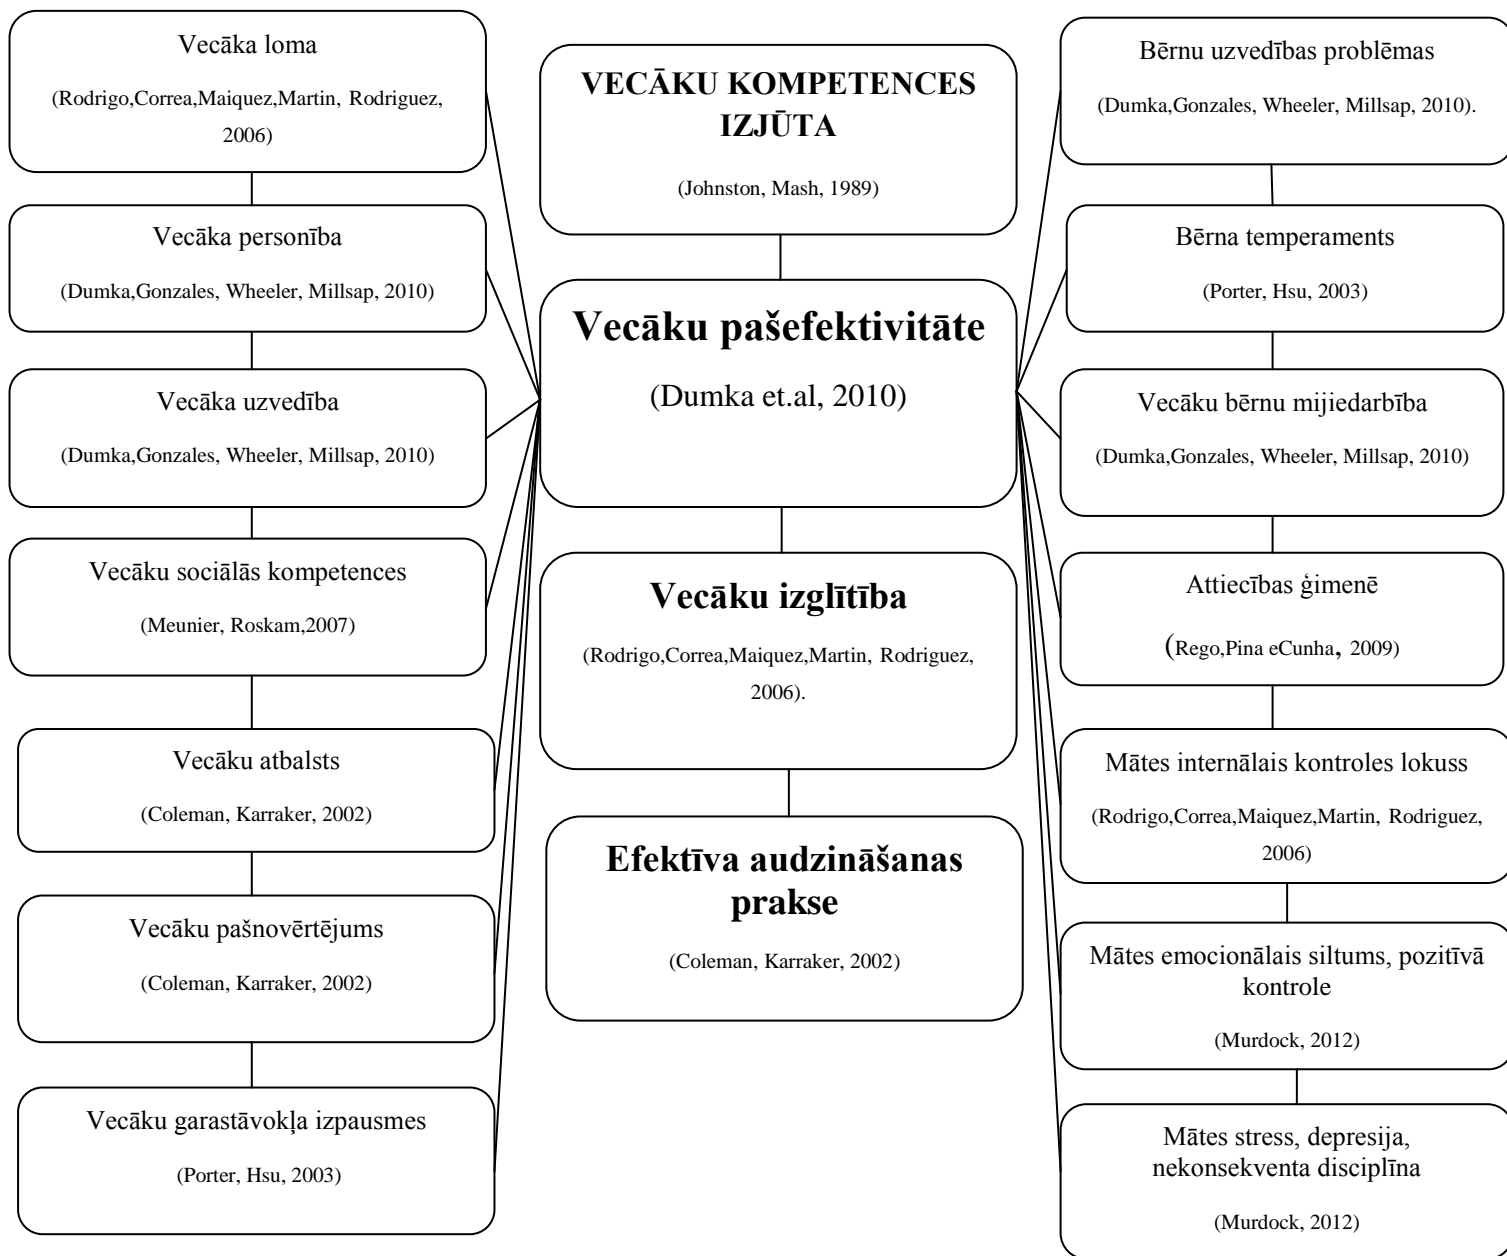 Vecāka loma
(Rodrigo,Correa,Maiquez,Martin, Rodriguez,
2006)
Vecāka personība
(Dumka,Gonzales, Wheeler, Millsap, 2010)
Vecāka uzvedība
(Dumka,Gonzales, Wheeler, Millsap, 2010)
Vecāku sociālās kompetences
(Meunier, Roskam,2007)
Vecāku atbalsts
(Coleman, Karraker, 2002)
Vecāku pašnovērtējums
(Coleman, Karraker, 2002)
Vecāku garastāvokļa izpausmes
(Porter, Hsu, 2003)
VECĀKU KOMPETENCES
IZJŪTA
(Johnston, Mash, 1989)
Vecāku pašefektivitāte
(Dumka et.al, 2010)
Vecāku izglītība
(Rodrigo,Correa,Maiquez,Martin, Rodriguez,
2006).
Efektīva audzināšanas
prakse
(Coleman, Karraker, 2002)
Bērnu uzvedības problēmas
(Dumka,Gonzales, Wheeler, Millsap, 2010).
Bērna temperaments
(Porter, Hsu, 2003)
Vecāku bērnu mijiedarbība
(Dumka,Gonzales, Wheeler, Millsap, 2010)
Attiecības ģimenē
(Rego,Pina eCunha, 2009)
Mātes internālais kontroles lokuss
(Rodrigo,Correa,Maiquez,Martin, Rodriguez,
2006)
Mātes emocionālais siltums, pozitīvā
kontrole
(Murdock, 2012)
Mātes stress, depresija,
nekonsekventa disciplīna
(Murdock, 2012)